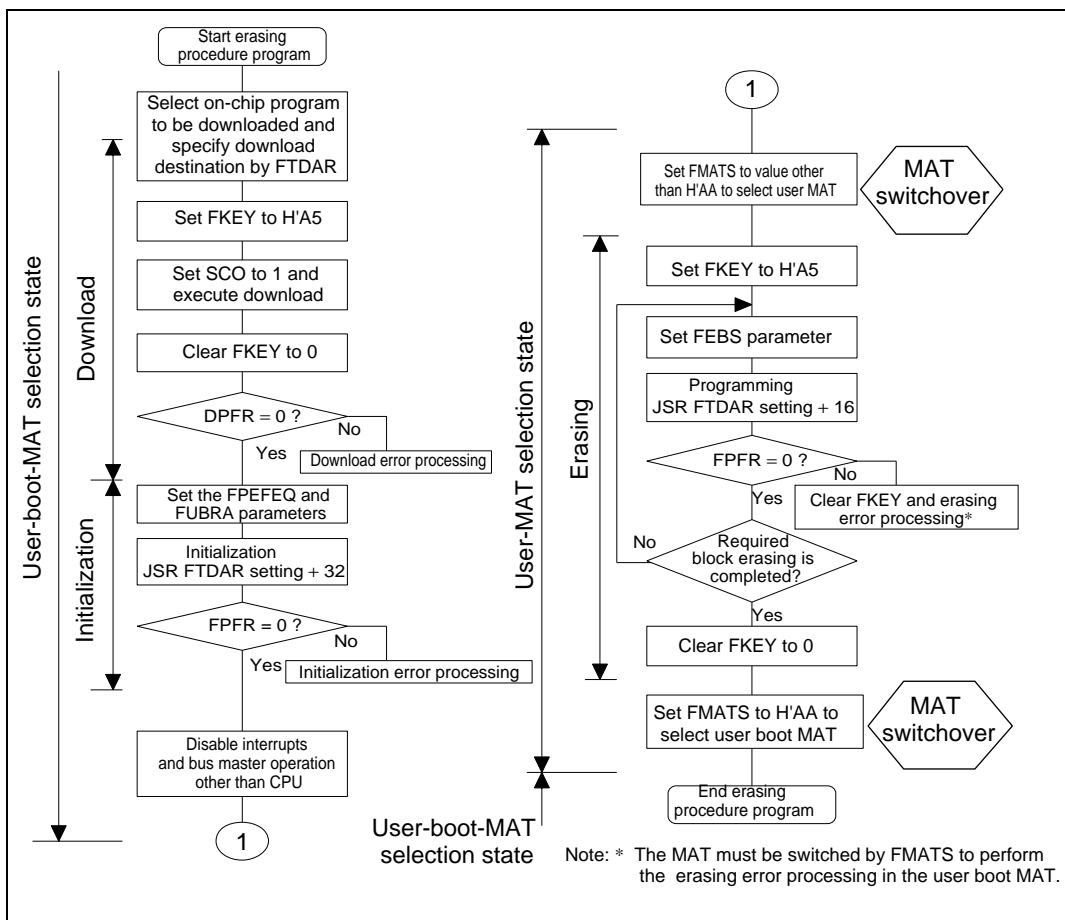 Start erasing
procedure program
Select on-chip program
to be downloaded and
specify download
destination by FTDAR
Set FKEY to H'A5
Set SCO to 1 and
execute download
Clear FKEY to 0
DPFR = 0 ?
No
Yes
Download error processing
Set the FPEFEQ and
FUBRA parameters
Initialization
JSR FTDAR setting + 32
FPFR = 0 ?
No
Yes
Initialization error processing
Disable interrupts
and bus master operation
other than CPU
1
User-boot-MAT selection state
Download
Initialization
1
Set FMATS to value other
than H'AA to select user MAT
MAT
switchover
Set FKEY to H'A5
Set FEBS parameter
Programming
JSR FTDAR setting + 16
FPFR = 0 ?
No
Yes
Clear FKEY and erasing
error processing*
Required
block erasing is
completed?
No
Yes
Clear FKEY to 0
Set FMATS to H'AA to
select user boot MAT
MAT
switchover
End erasing
procedure program
User-MAT selection state
Erasing
User-boot-MAT
selection state
Note: * The MAT must be switched by FMATS to perform
the erasing error processing in the user boot MAT.